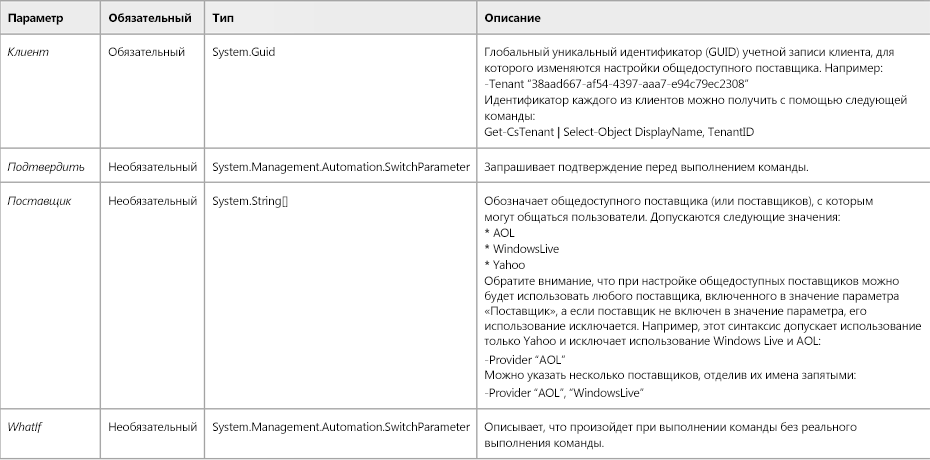 Параметр Обязательный Тип Описание
Клиент Обязательный System.Guid Глобальный уникальный идентификатор (GUID) учетной записи клиента, для
которого изменяются настройки общедоступного поставщика. Например:
-Tenant “38aad667-af54-4397-aaa7-e94c79ec2308”
Идентификатор каждого из клиентов можно получить с помощью следующей
команды:
Get-CsTenant | Select-Object DisplayName, TenantID
Подтвердить Необязательный System.Management.Automation.SwitchParameter Запрашивает подтверждение перед выполнением команды.
Поставщик Необязательный System.String[] Обозначает общедоступного поставщика (или поставщиков), с которым
могут общаться пользователи. Допускаются следующие значения:
* AOL
* WindowsLive
* Yahoo
Обратите внимание, что при настройке общедоступных поставщиков можно
будет использовать любого поставщика, включенного в значение параметра
«Поставщик», а если поставщик не включен в значение параметра, его
использование исключается. Например, этот синтаксис допускает использование
только Yahoo и исключает использование Windows Live и AOL:
-Provider “AOL”
Можно указать несколько поставщиков, отделив их имена запятыми:
-Provider “AOL”, “WindowsLive”
WhatIf Необязательный System.Management.Automation.SwitchParameter Описывает, что произойдет при выполнении команды без реального
выполнения команды.